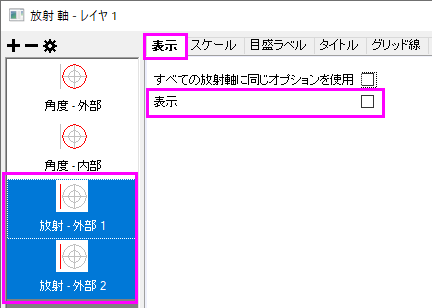 放射 軸 - レイヤ 1
表示 スケール 目盛ラベル タイトル グリッド線
すべての放射軸に同じオプションを使用
表示
角度 - 外部
角度 - 内部
放射 - 外部 1
放射 - 外部 2